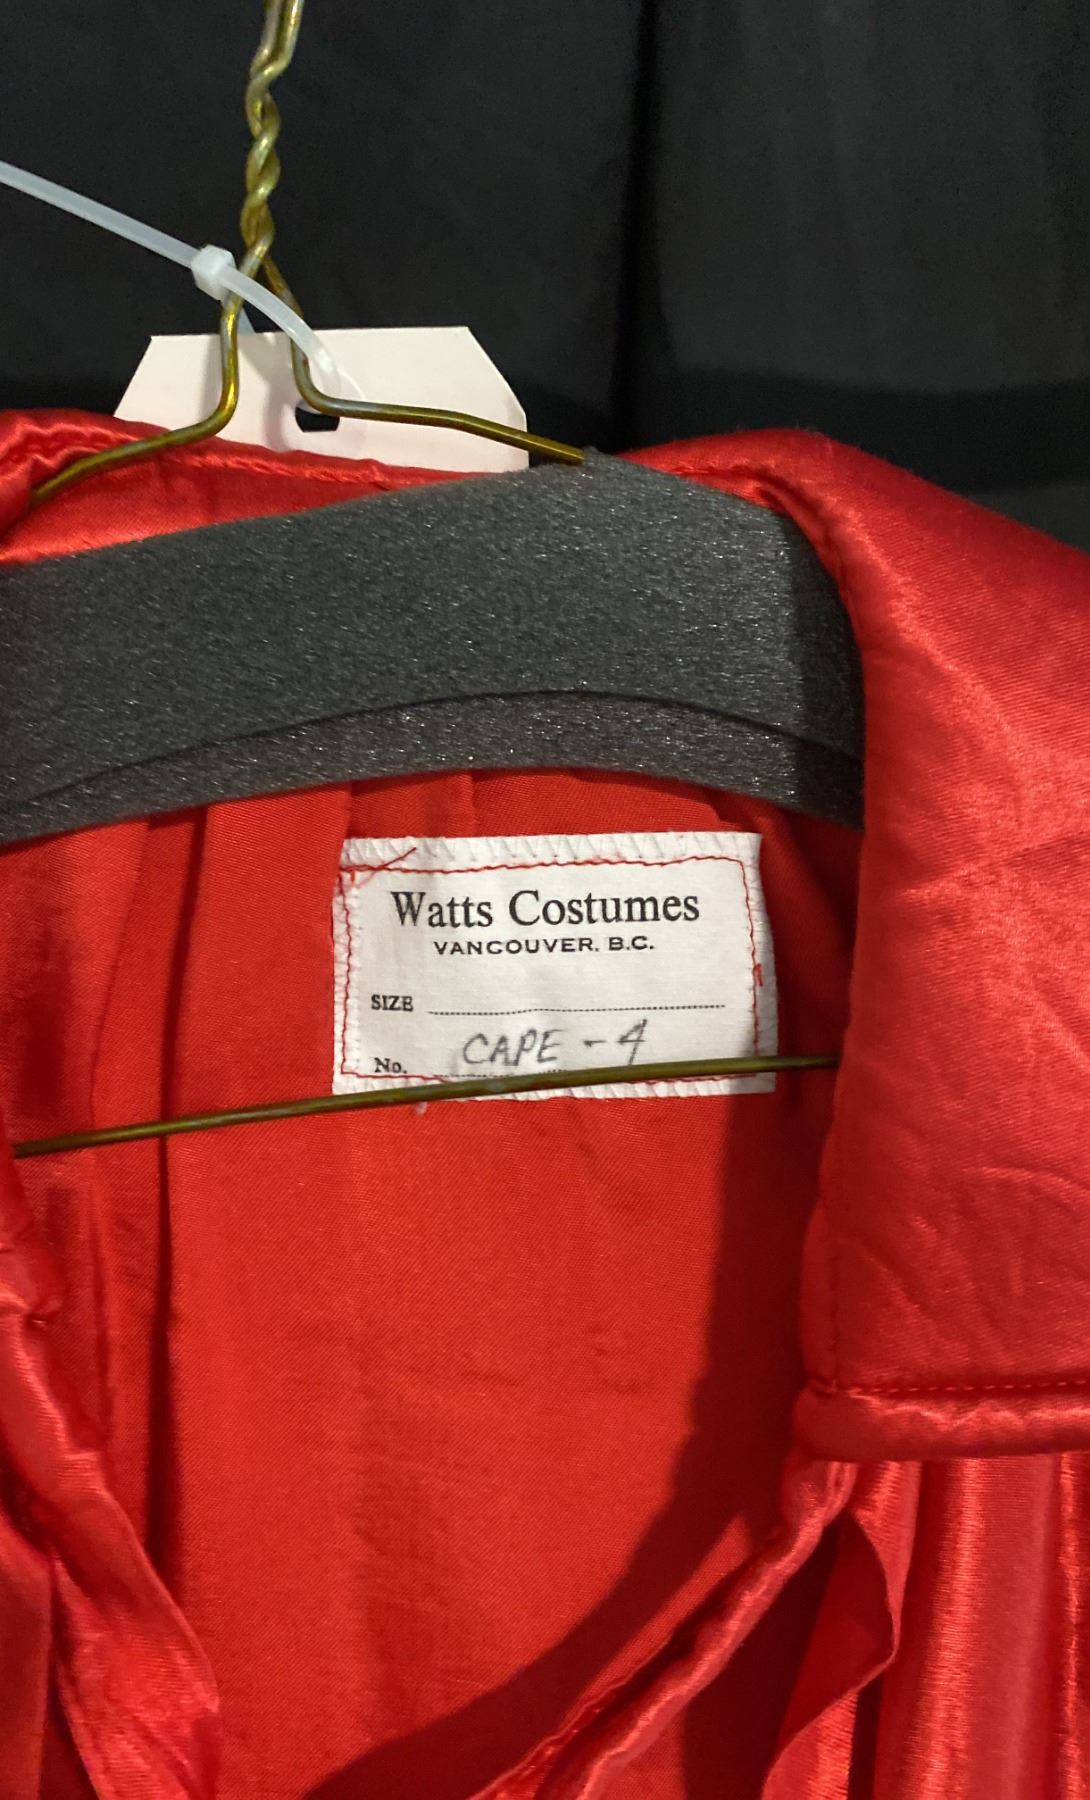 Watts Costumes
VANCOUVER, B.C.
SIZE
No. CAPE - 4